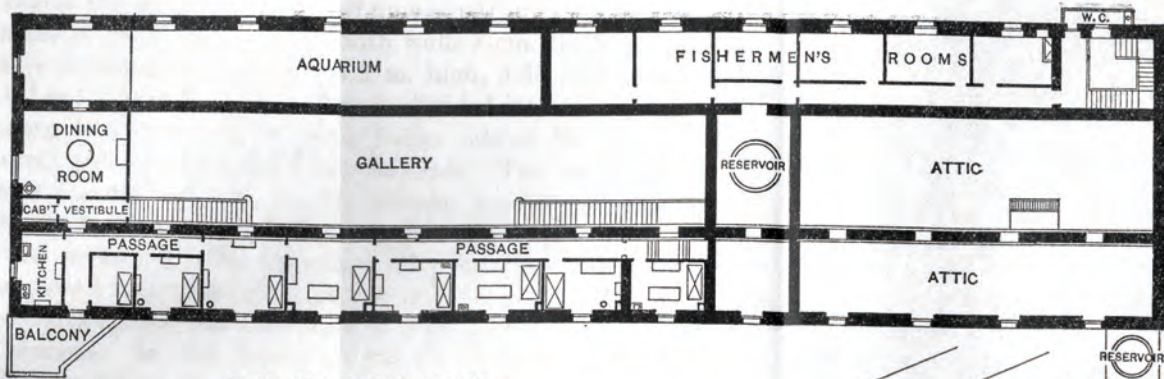 W.C.
AQUARIUM
FISHERMEN'S ROOMS
DINING
ROOM
GALLERY
RESERVOIR
ATTIC
CAB'T VESTIBULE
PASSAGE
PASSAGE
KITCHEN
ATTIC
BALCONY
RESERVOIR